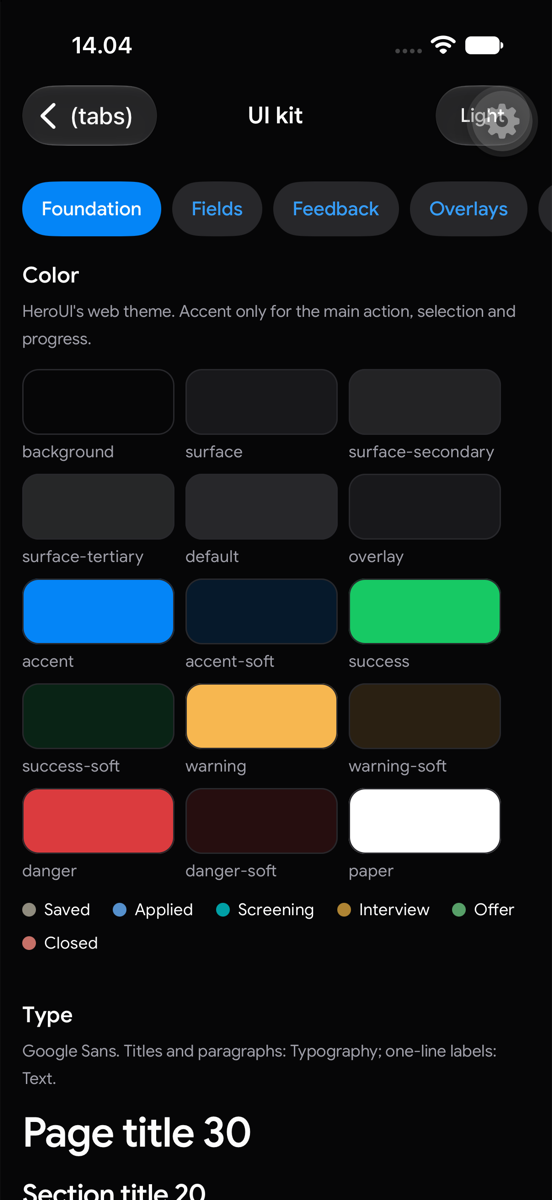 14.04
(tabs)
UI kit
Light
Foundation
Fields
Feedback
Overlays
Color
HeroUI's web theme. Accent only for the main action, selection and
progress.
background
surface
surface-secondary
surface-tertiary
default
overlay
accent
accent-soft
success
success-soft
warning
warning-soft
danger
danger-soft
paper
Saved
Applied
Screening
Interview
Offer
Closed
Type
Google Sans. Titles and paragraphs: Typography; one-line labels:
Text.
Page title 30
Section title 20